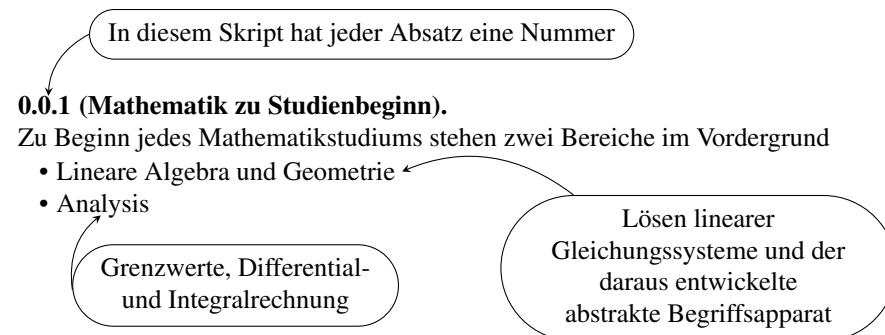 In diesem Skript hat jeder Absatz eine Nummer
0.0.1 (Mathematik zu Studienbeginn).
Zu Beginn jedes Mathematikstudiums stehen zwei Bereiche im Vordergrund
• Lineare Algebra und Geometrie
• Analysis
Lösen linearer
Gleichungssysteme und der
daraus entwickelte
abstrakte Begriffsapparat
Grenzwerte, Differential-
und Integralrechnung